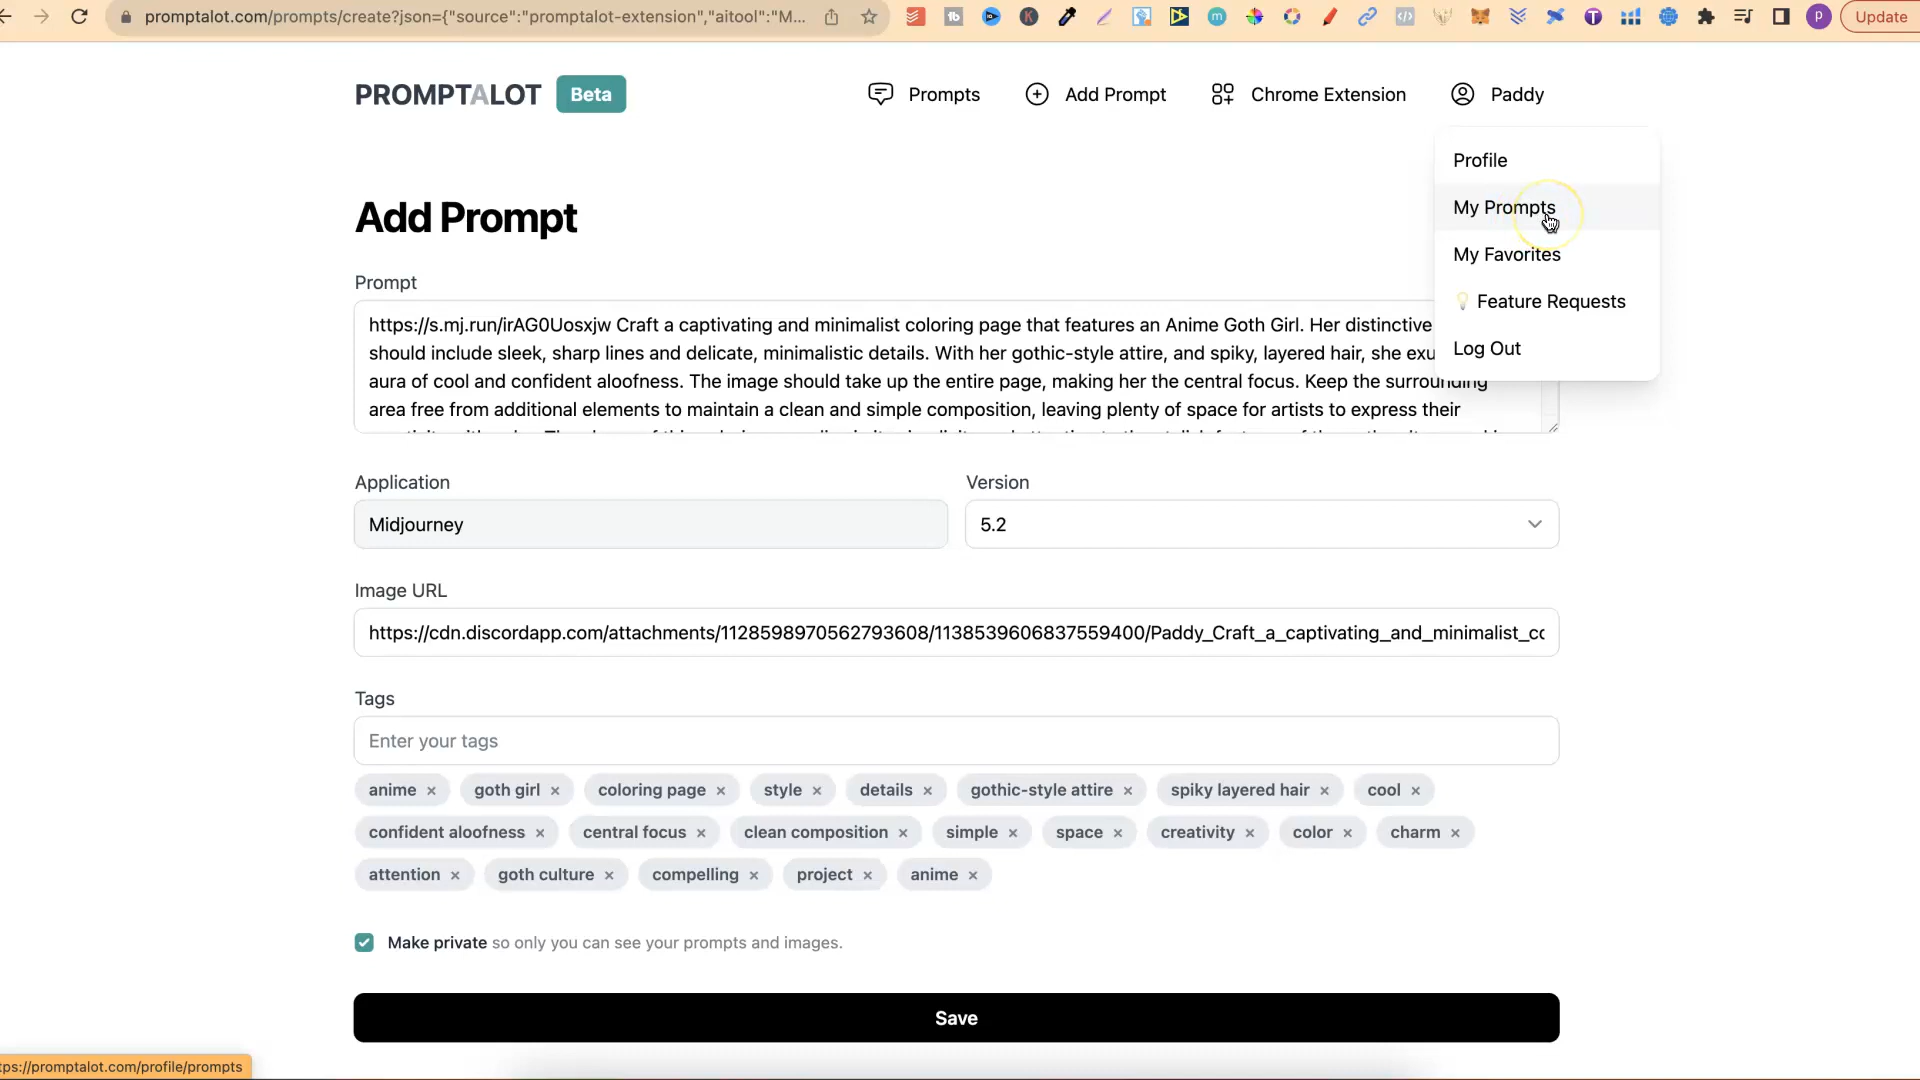 promptalot.com/prompts/create?json={"source":"promptalot-extension","aitool":"M...
Update
PROMPTALOT
Beta
Prompts
Add Prompt
Chrome Extension
Paddy
Profile
My Prompts
My Favorites
Feature Requests
Log Out
Add Prompt
Prompt
https://s.mj.run/irAG0Uosxjw Craft a captivating and minimalist coloring page that features an Anime Goth Girl. Her distinctive
should include sleek, sharp lines and delicate, minimalistic details. With her gothic-style attire, and spiky, layered hair, she exu
aura of cool and confident aloofness. The image should take up the entire page, making her the central focus. Keep the surrounding
area free from additional elements to maintain a clean and simple composition, leaving plenty of space for artists to express their
Application
Version
Midjourney
5.2
Image URL
https://cdn.discordapp.com/attachments/1128598970562793608/1138539606837559400/Paddy_Craft_a_captivating_and_minimalist_cc
Tags
Enter your tags
anime × goth girl × coloring page × style × details × gothic-style attire × spiky layered hair × cool ×
confident aloofness × central focus × clean composition × simple × space × creativity × color × charm ×
attention × goth culture × compelling × project × anime ×
Make private so only you can see your prompts and images.
Save
tps://promptalot.com/profile/prompts